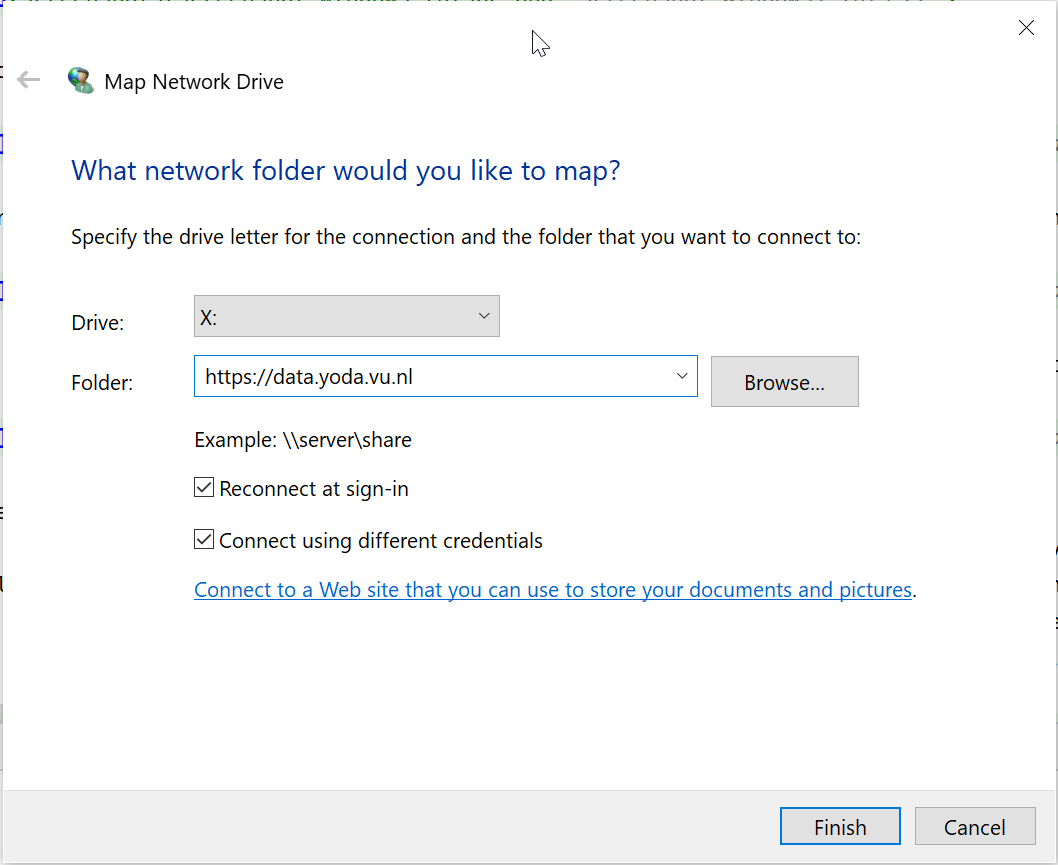 Map Network Drive
What network folder would you like to map?
Specify the drive letter for the connection and the folder that you want to connect to:
Drive:
X:
Folder:
https://data.yoda.vu.nl
Browse...
Example: \\server\share
Reconnect at sign-in
Connect using different credentials
Connect to a Web site that you can use to store your documents and pictures.
Finish
Cancel